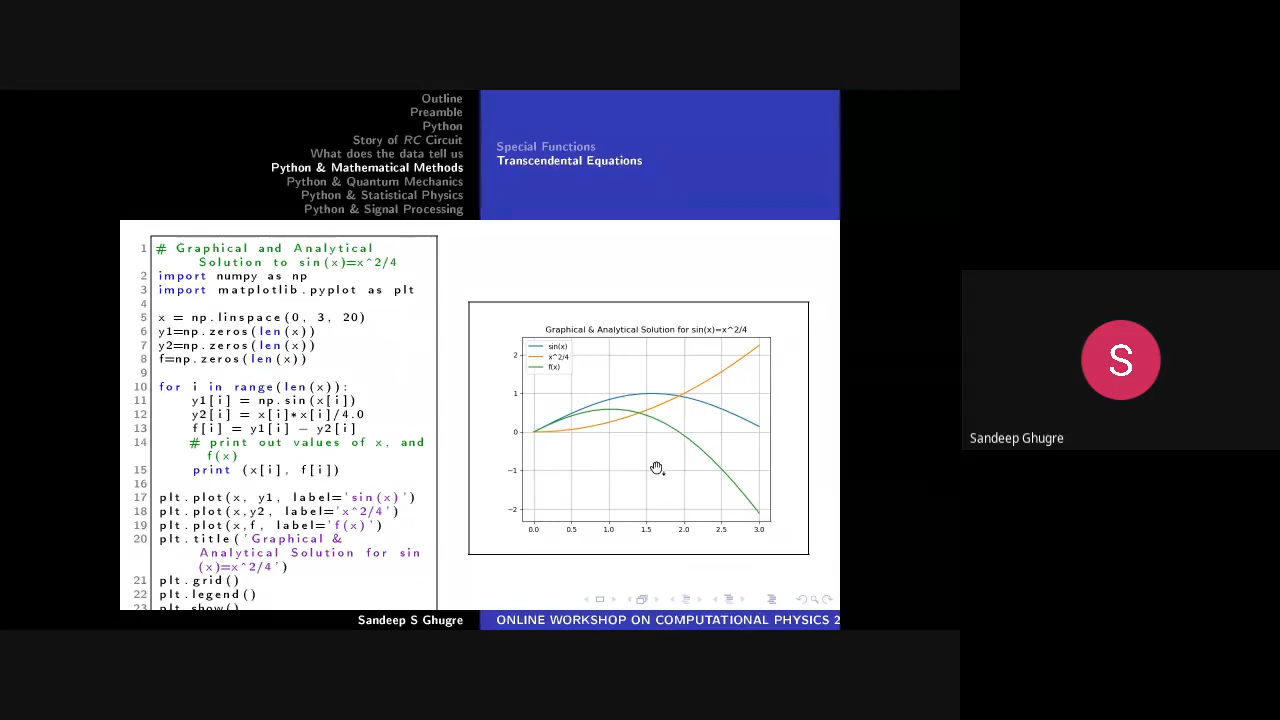 Outline
Preamble
Python
Story of RC Circuit
What does the data tell us
Python & Mathematical Methods
Python & Quantum Mechanics
Python & Statistical Physics
Python & Signal Processing
Special Functions
Transcendental Equations
1 # Graphical and Analytical
Solution to sin(x)=x^2/4
2 import numpy as np
3 import matplotlib.pyplot as plt
4
5 x = np.linspace(0, 3, 20)
6 y1=np.zeros(len(x))
7 y2=np.zeros(len(x))
8 f=np.zeros(len(x))
9
10 for i in range(len(x)):
11 y1[i] = np.sin(x[i])
12 y2[i] = x[i]*x[i]/4.0
13 f[i] = y1[i] - y2[i]
14 # print out values of x, and
f(x)
15 print (x[i], f[i])
16
17 plt.plot(x, y1, label='sin(x)')
18 plt.plot(x,y2, label='x^2/4')
19 plt.plot(x,f, label='f(x)')
20 plt.title('Graphical &
Analytical Solution for sin
(x)=x^2/4')
21 plt.grid()
22 plt.legend()
23 plt.show()
Graphical & Analytical Solution for sin(x)=x^2/4
sin(x)
x^2/4
f(x)
2
1
0
−1
−2
0.0 0.5 1.0 1.5 2.0 2.5 3.0
Sandeep S Ghugre
ONLINE WORKSHOP ON COMPUTATIONAL PHYSICS 2
S
Sandeep Ghugre